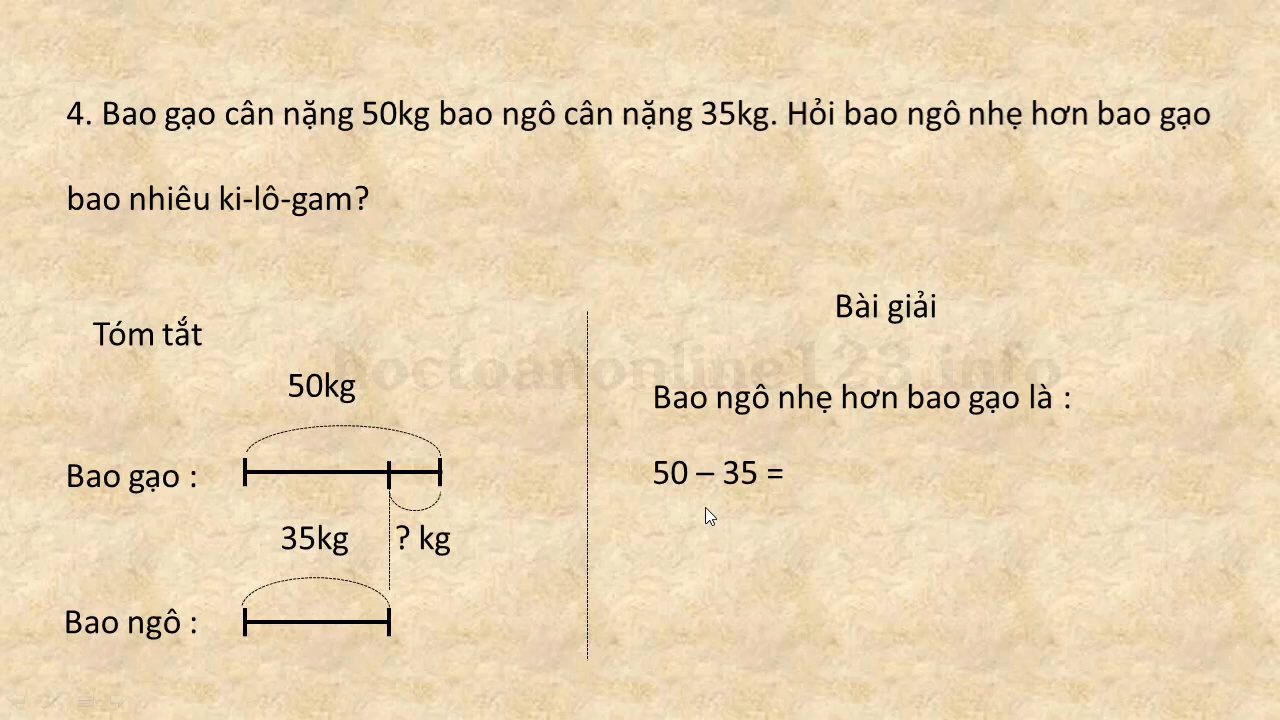 4. Bao gạo cân nặng 50kg bao ngô cân nặng 35kg. Hỏi bao ngô nhẹ hơn bao gạo
bao nhiêu ki-lô-gam?
Tóm tắt
50kg
Bao gạo :
35kg
? kg
Bao ngô :
Bài giải
hoctoanonline123.info
Bao ngô nhẹ hơn bao gạo là :
50 – 35 =